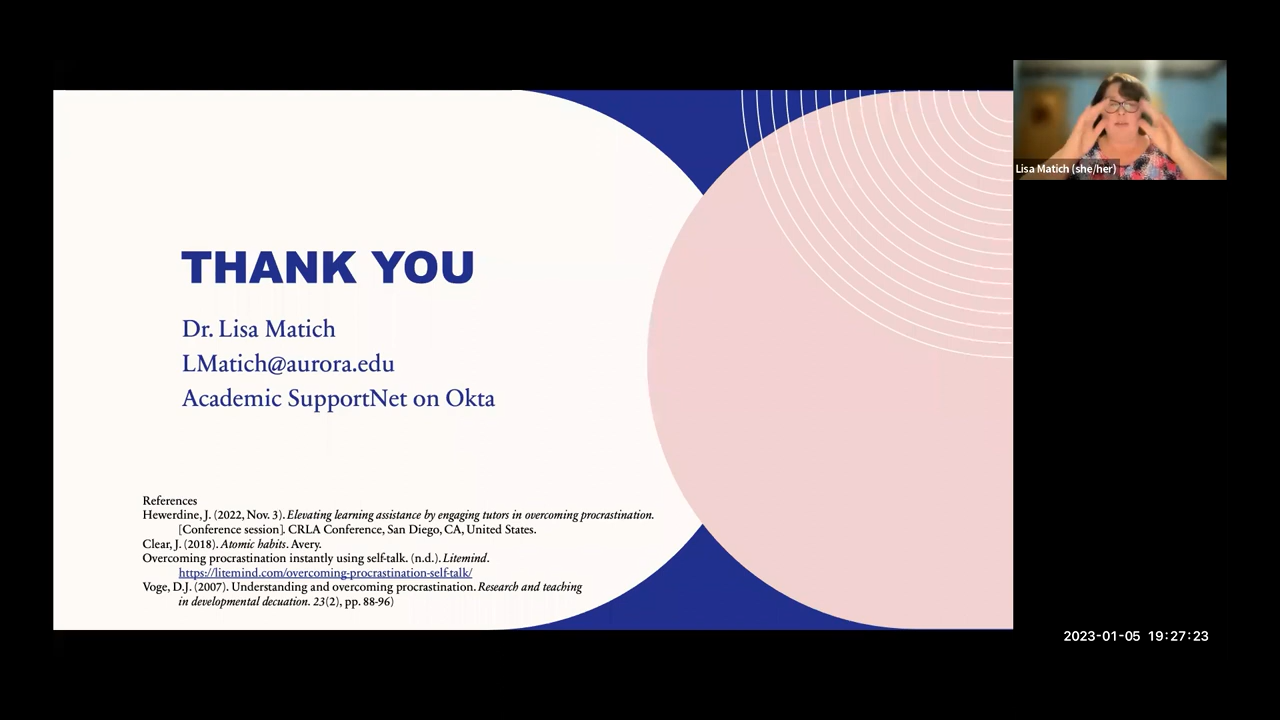 THANK YOU
Dr. Lisa Matich
LMatich@aurora.edu
Academic SupportNet on Okta
References
Hewerdine, J. (2022, Nov. 3). Elevating learning assistance by engaging tutors in overcoming procrastination.
[Conference session]. CRLA Conference, San Diego, CA, United States.
Clear, J. (2018). Atomic habits. Avery.
Overcoming procrastination instantly using self-talk. (n.d.). Litemind.
https://litemind.com/overcoming-procrastination-self-talk/
Voge, D.J. (2007). Understanding and overcoming procrastination. Research and teaching
in developmental decuation. 23(2), pp. 88-96)
Lisa Matich (she/her)
2023-01-05 19:27:23